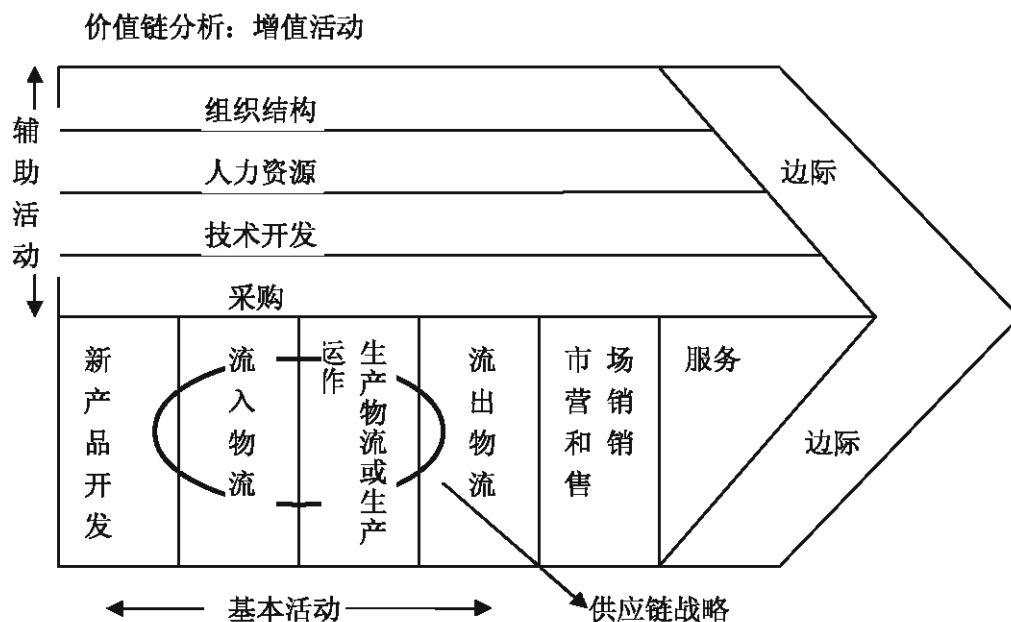 价值链分析：增值活动
辅助活动
组织结构
人力资源
技术开发
采购
边际
新产品开发
流入物流
生产物流或生产
运作
流出物流
市场
营销
和销
售
服务
边际
基本活动
供应链战略